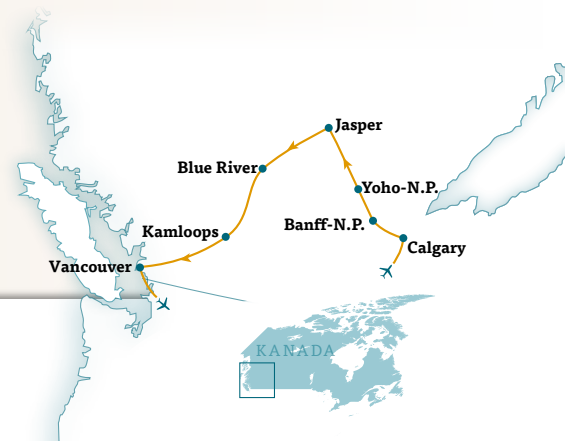 Jasper
Blue River
Yoho-N.P.
Banff-N.P.
Kamloops
Calgary
Vancouver
KANADA